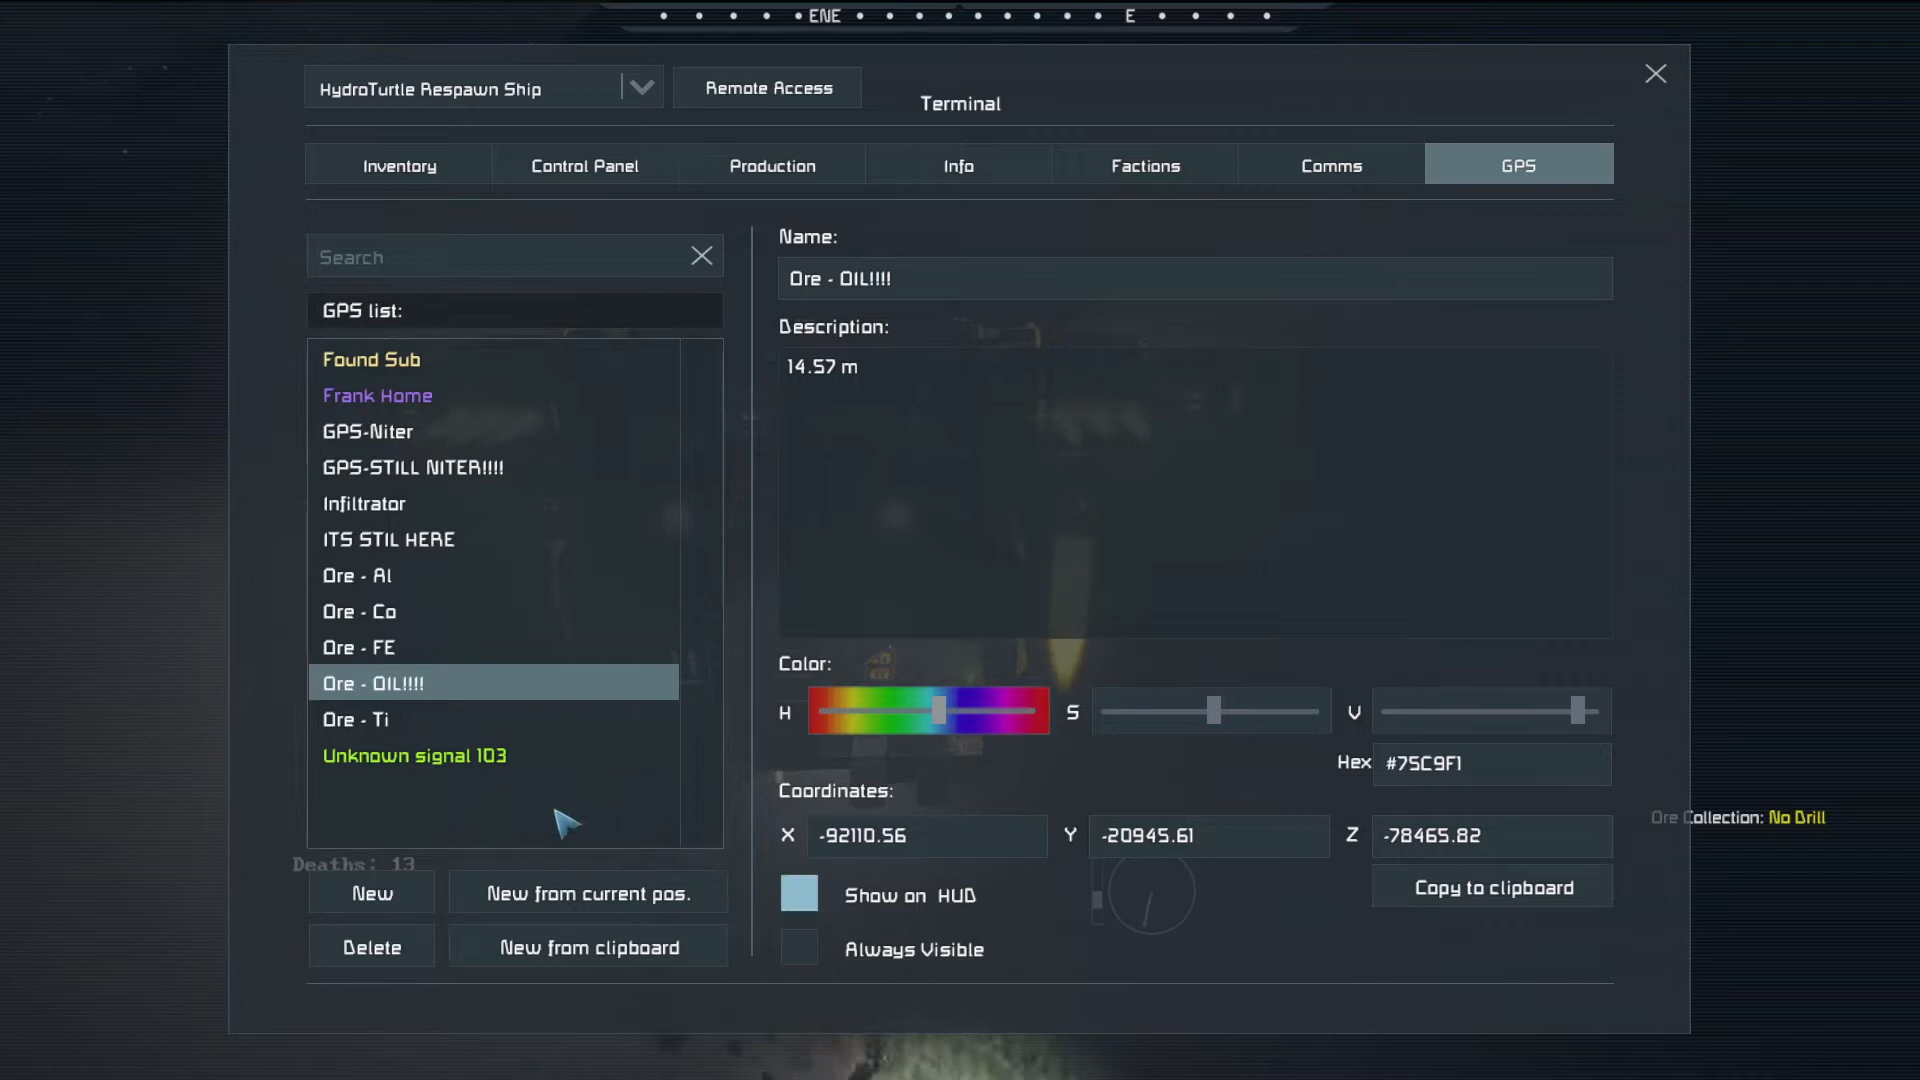 ENE E
HydroTurtle Respawn Ship
Remote Access
Terminal
Inventory
Control Panel
Production
Info
Factions
Comms
GPS
Search
GPS list:
Found Sub
Frank Home
GPS-Niter
GPS-STILL NITER!!!!
Infiltrator
ITS STIL HERE
Ore - Al
Ore - Co
Ore - FE
Ore - OIL!!!!
Ore - Ti
Unknown signal 103
Deaths: 13
New
New from current pos.
Delete
New from clipboard
Name:
Ore - OIL!!!!
Description:
14.57 m
Color:
H
S
V
Hex #75C9F1
Coordinates:
X -92110.56
Y -20945.61
Z -78465.82
Show on HUD
Copy to clipboard
Always Visible
Ore Collection: No Drill